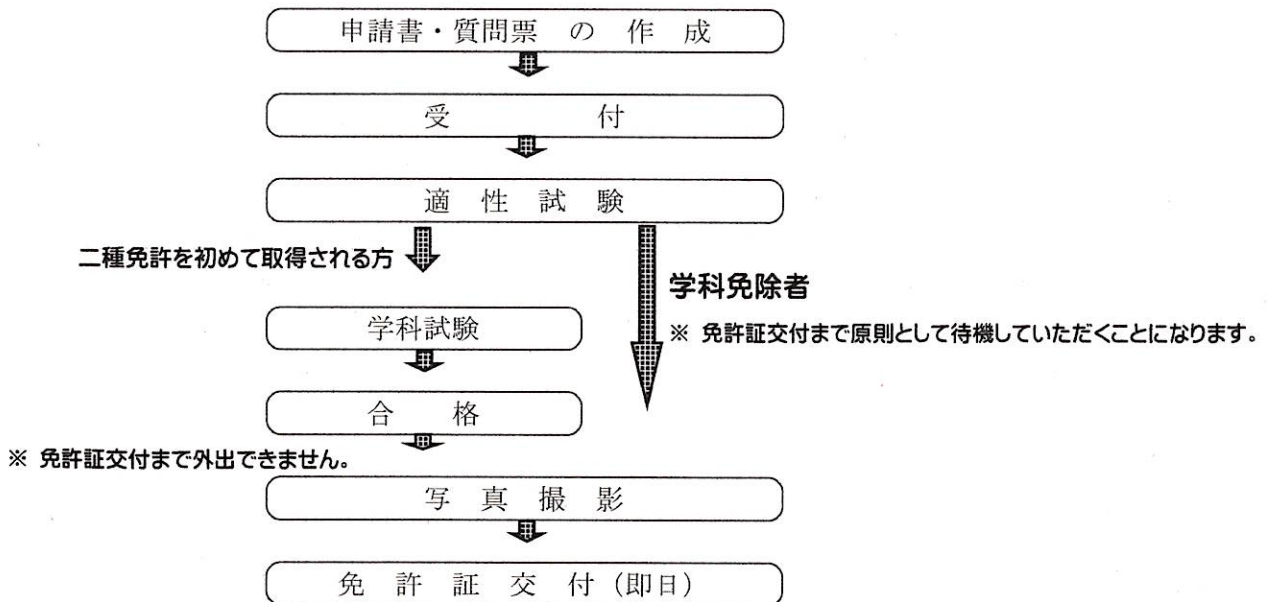 申請書・質問票 の 作 成
受 付
適 性 試 験
二種免許を初めて取得される方
学科免除者
※ 免許証交付まで原則として待機していただくことになります。
学科試験
合 格
※ 免許証交付まで外出できません。
写 真 撮 影
免 許 証 交 付（即日）